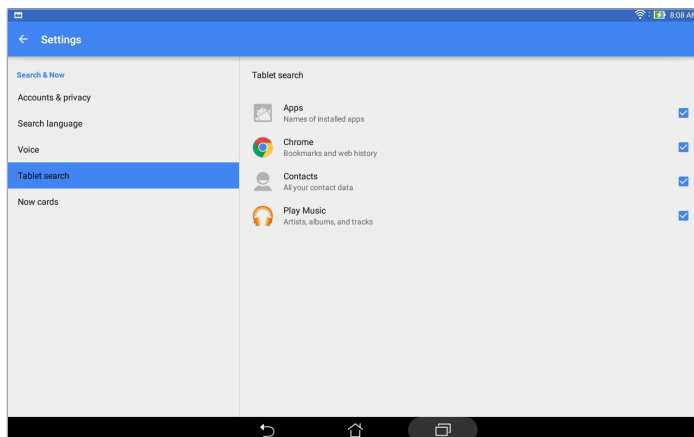 8:08 AM
Settings
Search & Now
Accounts & privacy
Search language
Voice
Tablet search
Now cards
Tablet search
Apps
Names of installed apps
Chrome
Bookmarks and web history
Contacts
All your contact data
Play Music
Artists, albums, and tracks